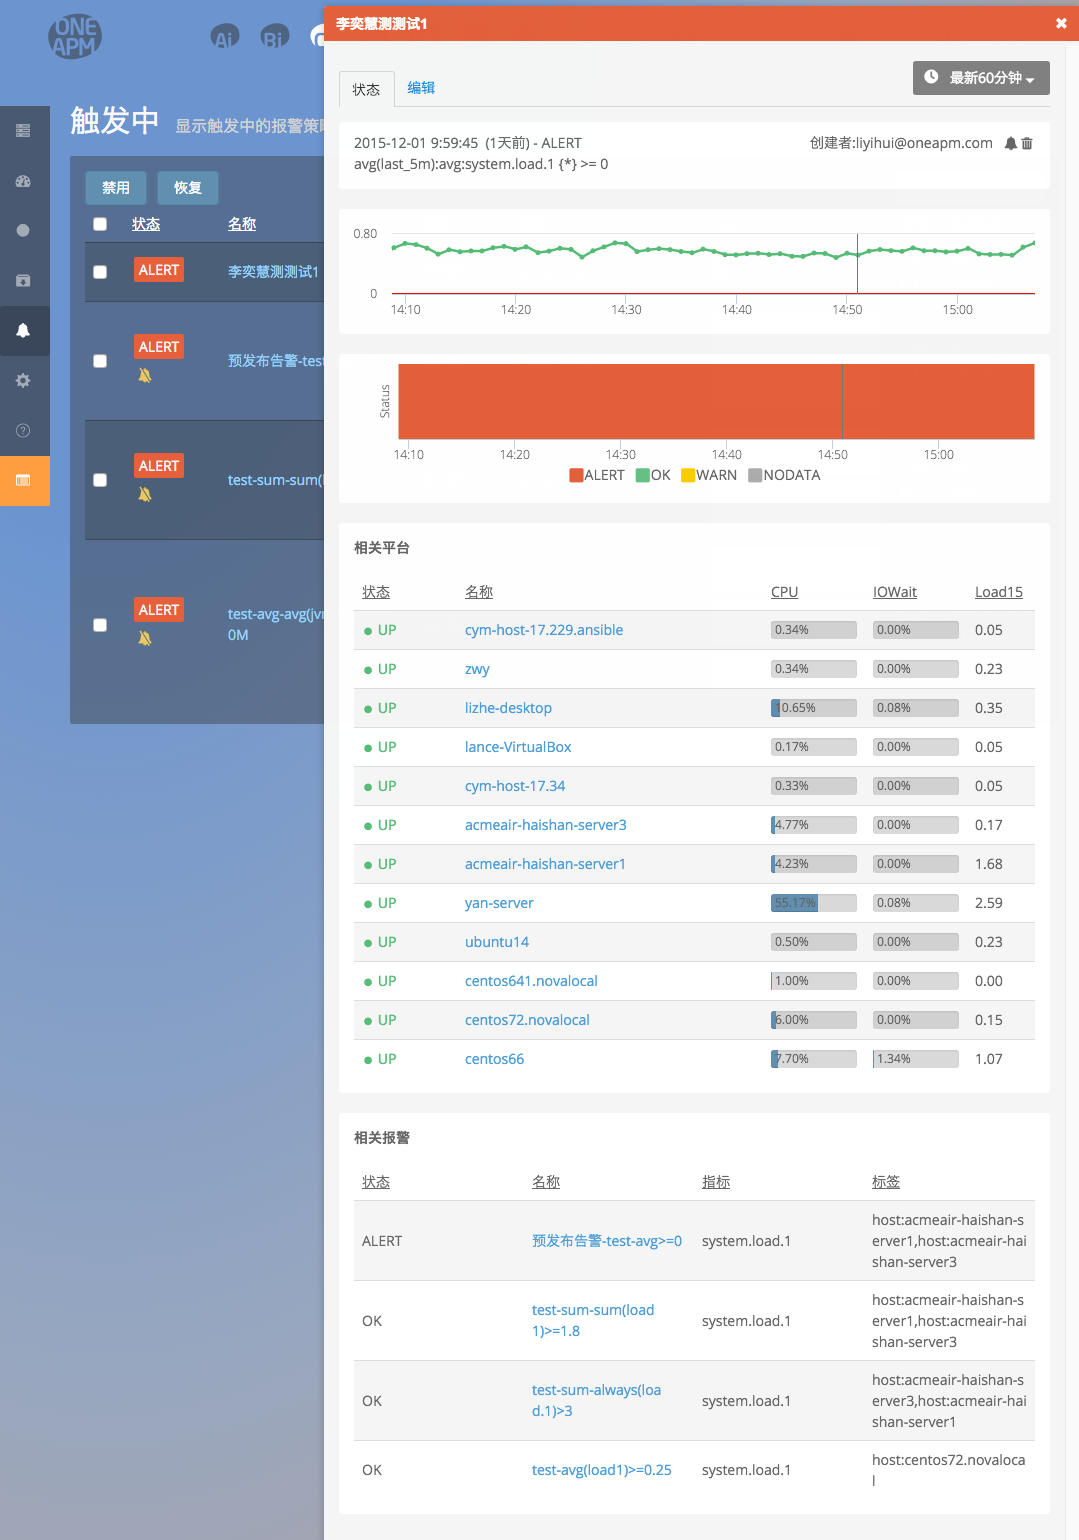 ONE
APM
Ai
Bi
触发中
显示触发中的报警策
禁用
恢复
状态
名称
ALERT
李奕慧测测试1
ALERT
预发布告警-test
ALERT
test-sum-sum(
ALERT
test-avg-avg(jv
0M
李奕慧测测试1
状态
编辑
最新60分钟
2015-12-01 9:59:45 (1天前) - ALERT
创建者:liyihui@oneapm.com
avg(last_5m):avg:system.load.1 {*} >= 0
0.80
0
14:10 14:20 14:30 14:40 14:50 15:00
Status
14:10 14:20 14:30 14:40 14:50 15:00
ALERT OK WARN NODATA
相关平台
状态 名称 CPU IOWait Load15
UP cym-host-17.229.ansible 0.34% 0.00% 0.05
UP zwy 0.34% 0.00% 0.23
UP lizhe-desktop 10.65% 0.08% 0.35
UP lance-VirtualBox 0.17% 0.00% 0.05
UP cym-host-17.34 0.33% 0.00% 0.05
UP acmeair-haishan-server3 4.77% 0.00% 0.17
UP acmeair-haishan-server1 4.23% 0.00% 1.68
UP yan-server 55.17% 0.08% 2.59
UP ubuntu14 0.50% 0.00% 0.23
UP centos641.novalocal 1.00% 0.00% 0.00
UP centos72.novalocal 6.00% 0.00% 0.15
UP centos66 7.70% 1.34% 1.07
相关报警
状态 名称 指标 标签
ALERT 预发布告警-test-avg>=0 system.load.1
host:acmeair-haishan-s
erver1,host:acmeair-hai
shan-server3
OK
test-sum-sum(load
1)>=1.8
system.load.1
host:acmeair-haishan-s
erver1,host:acmeair-hai
shan-server3
OK
test-sum-always(loa
d.1)>3
system.load.1
host:acmeair-haishan-s
erver3,host:acmeair-hai
shan-server1
OK
test-avg(load1)>=0.25
system.load.1
host:centos72.novaloca
l